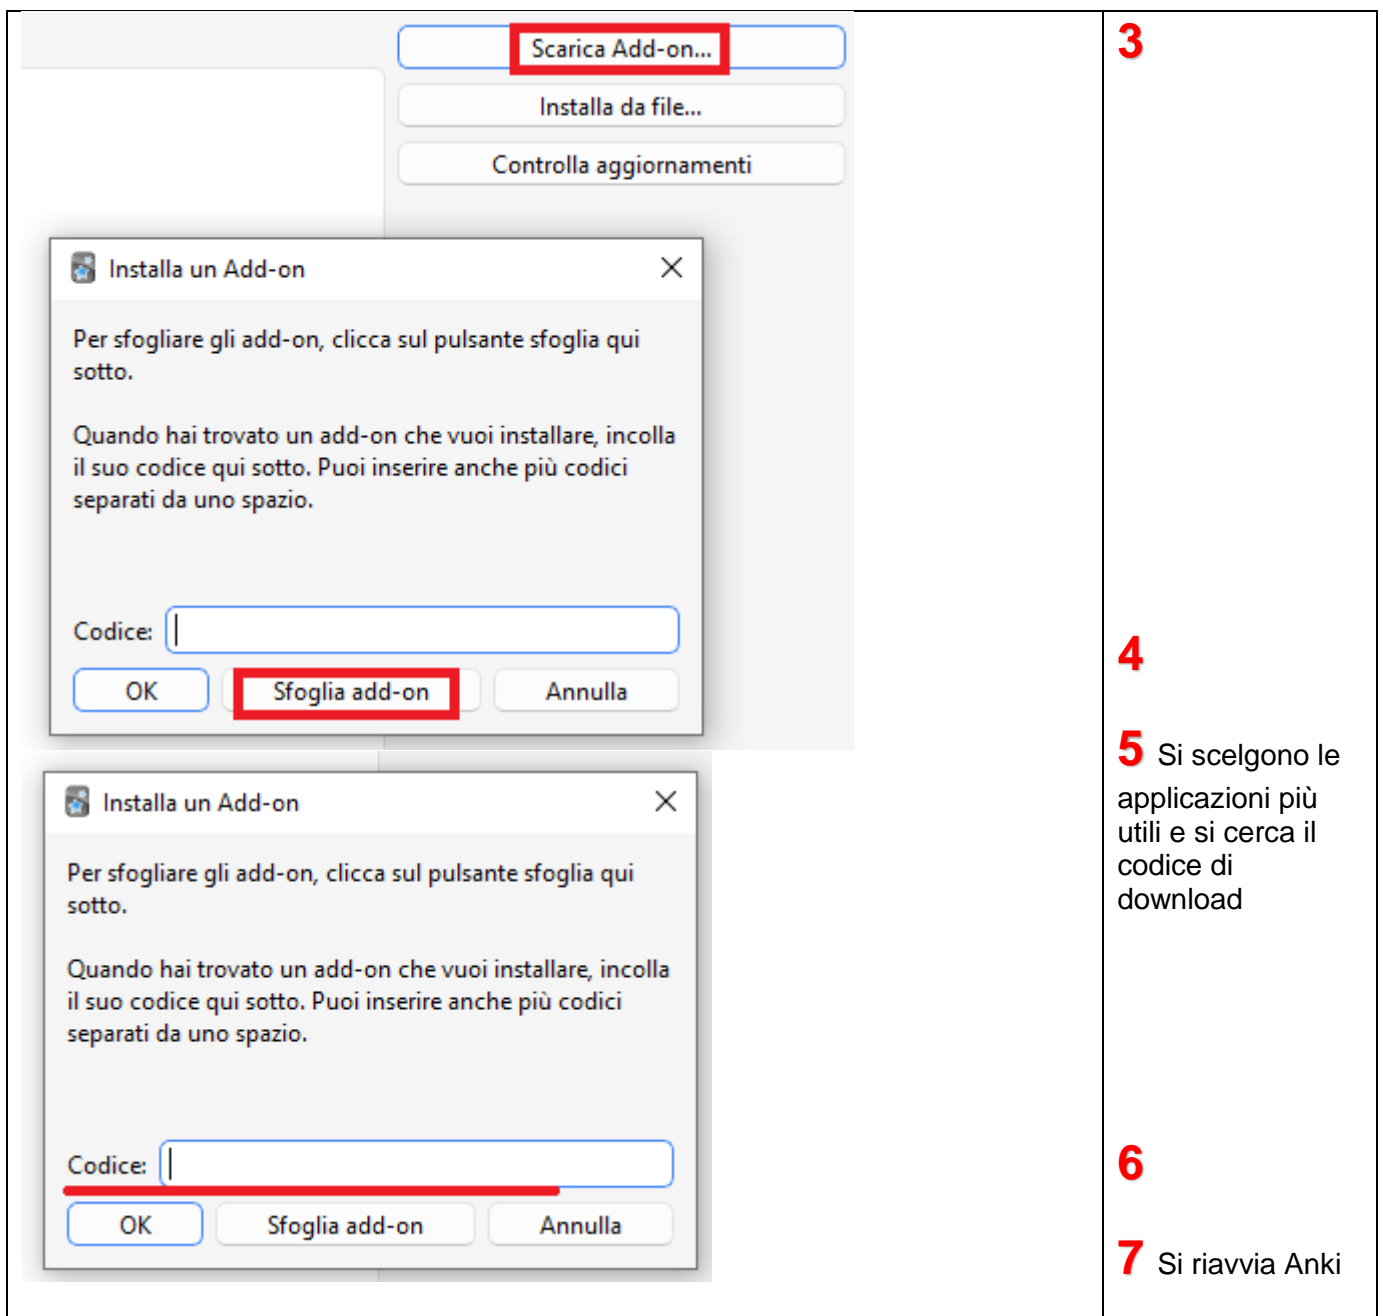 Scarica Add-on...
3
Installa da file...
Controlla aggiornamenti
Installa un Add-on
Per sfogliare gli add-on, clicca sul pulsante sfoglia qui
sotto.
Quando hai trovato un add-on che vuoi installare, incolla
il suo codice qui sotto. Puoi inserire anche più codici
separati da uno spazio.
Codice:
4
OK Sfoglia add-on Annulla
5 Si scelgono le
applicazioni più
utili e si cerca il
codice di
download
Installa un Add-on
Per sfogliare gli add-on, clicca sul pulsante sfoglia qui
sotto.
Quando hai trovato un add-on che vuoi installare, incolla
il suo codice qui sotto. Puoi inserire anche più codici
separati da uno spazio.
Codice:
6
OK Sfoglia add-on Annulla
7 Si riavvia Anki